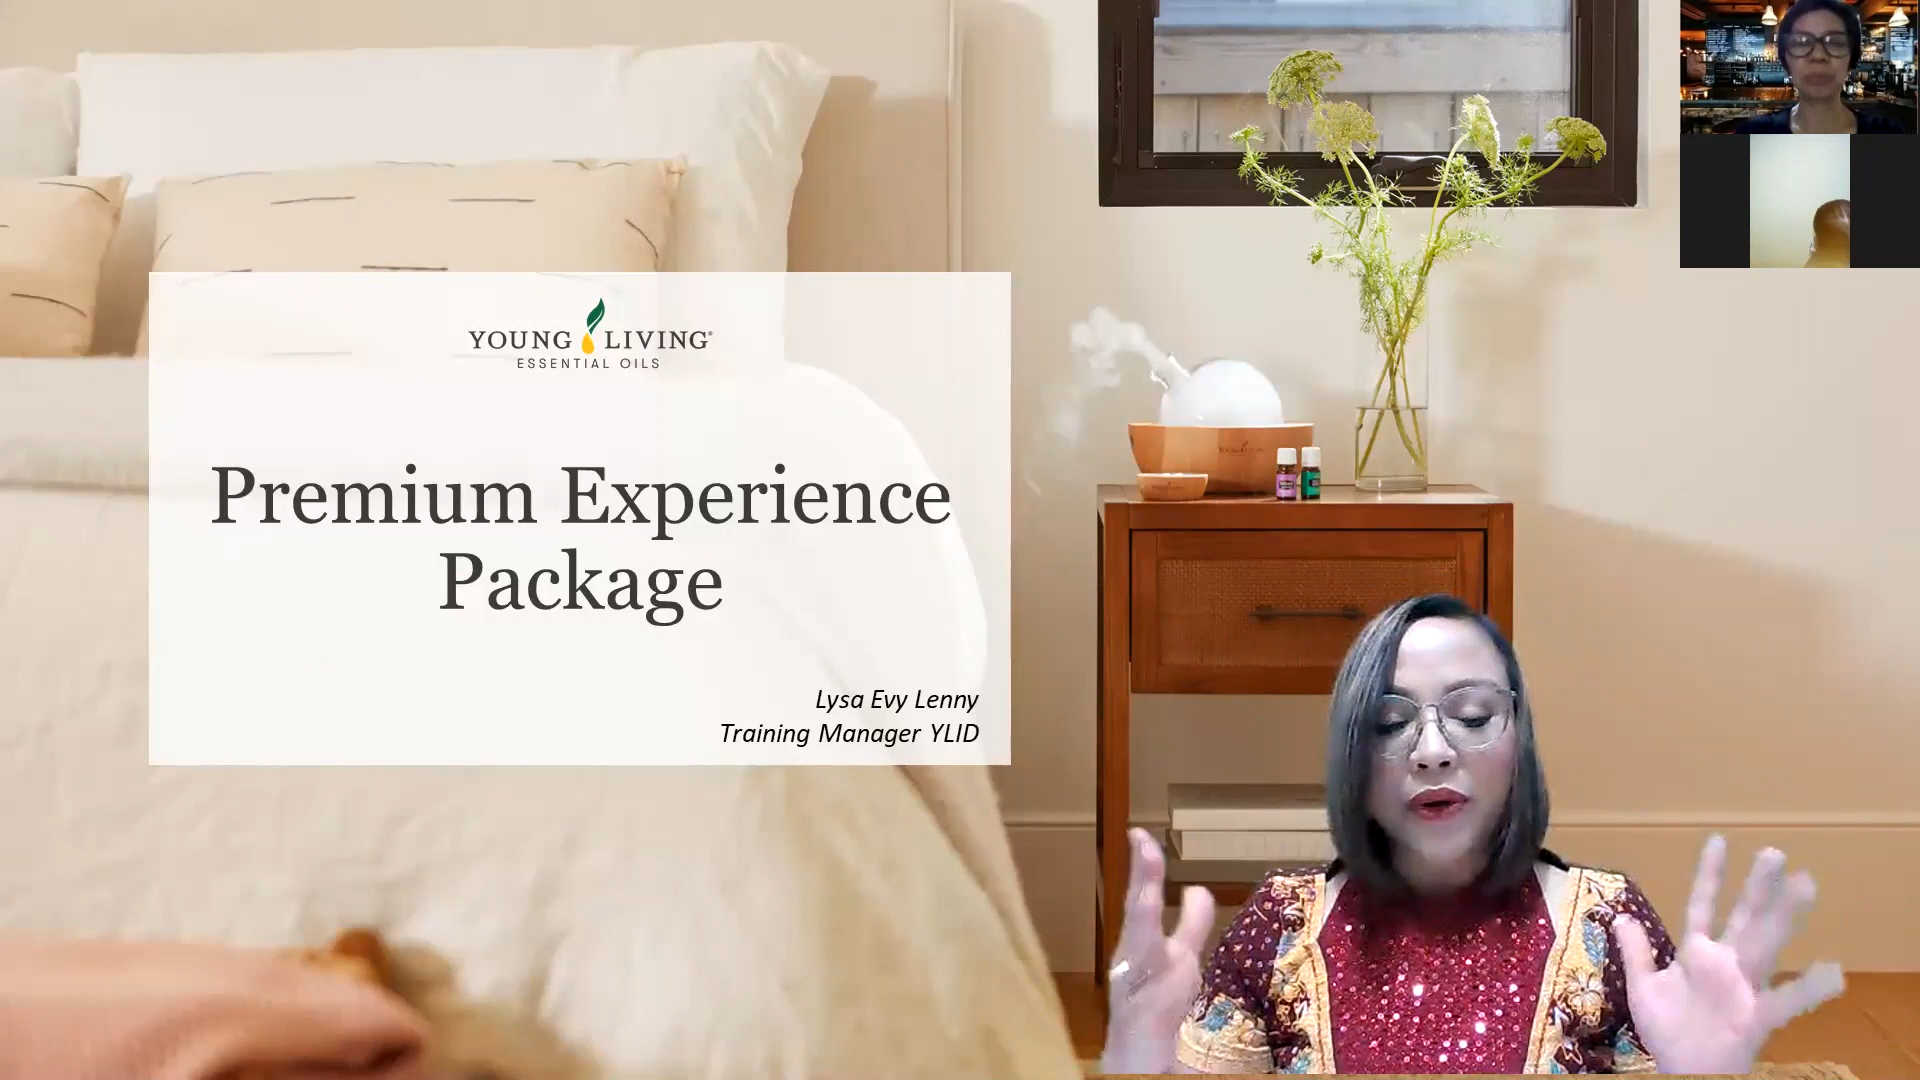 YOUNG LIVING®
ESSENTIAL OILS
Premium Experience
Package
Lysa Evy Lenny
Training Manager YLID